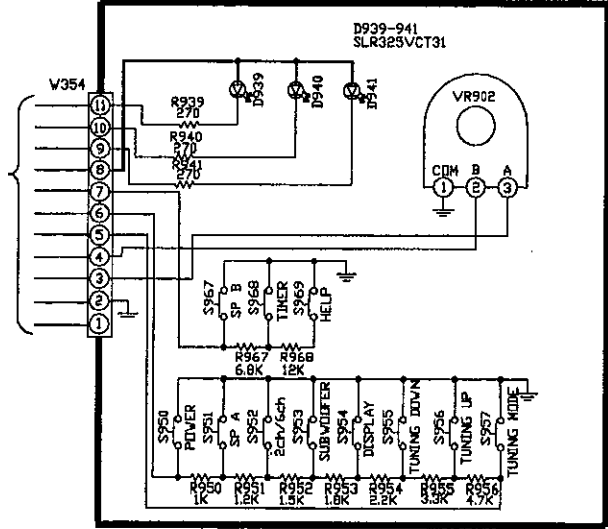 D939-941
SLR325VCT31
W354
11
10
9
8
7
6
5
4
3
2
1
R939
270
R940
270
R941
270
D939
D940
D941
VR902
COM B A
1 2 3
S967
SP B
S968
TIMER
S969
HELP
R967
6.8K
R968
12K
S950
POWER
S951
SP A
S952
2ch/6ch
S953
SUBWOOFER
S954
DISPLAY
S955
TUNING DOWN
S956
TUNING UP
S957
TUNING MODE
R950
1K
R951
1.2K
R952
1.5K
R953
1.8K
R954
2.2K
R955
3.3K
R956
4.7K